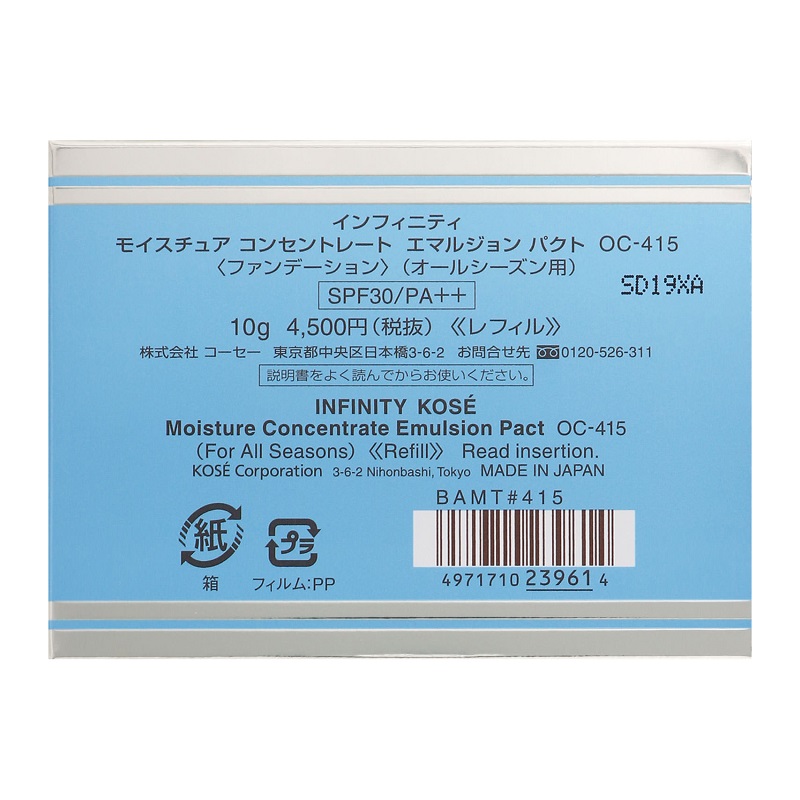 インフィニティ
モイスチュア コンセントレート エマルジョン パクト OC-415
〈ファンデーション〉(オールシーズン用)
SD19XA
SPF30/PA++
10g 4,500円(税抜)《レフィル》
株式会社 コーセー 東京都中央区日本橋3-6-2 お問合せ先 0120-526-311
説明書をよく読んでからお使いください。
INFINITY KOSÉ
Moisture Concentrate Emulsion Pact OC-415
(For All Seasons)《Refill》 Read insertion.
KOSÉ Corporation 3-6-2 Nihonbashi, Tokyo MADE IN JAPAN
BAMT#415
紙
プラ
箱
フィルム:PP
4971710 23961 4